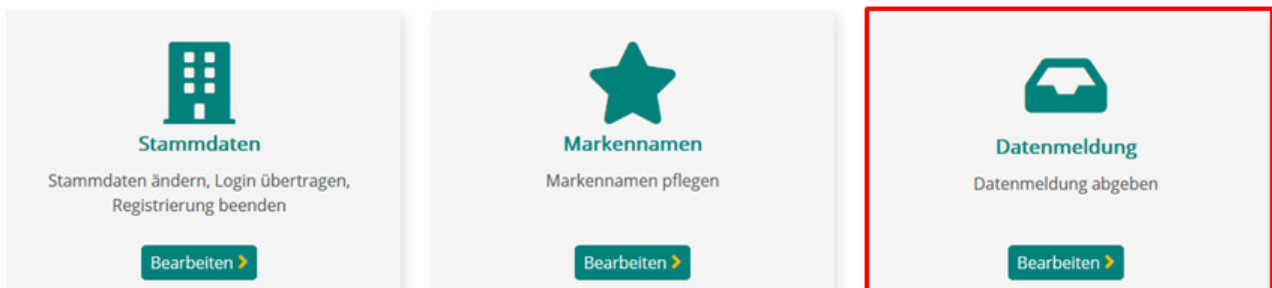 Stammdaten
Stammdaten ändern, Login übertragen,
Registrierung beenden
Bearbeiten
Markennamen
Markennamen pflegen
Bearbeiten
Datenmeldung
Datenmeldung abgeben
Bearbeiten